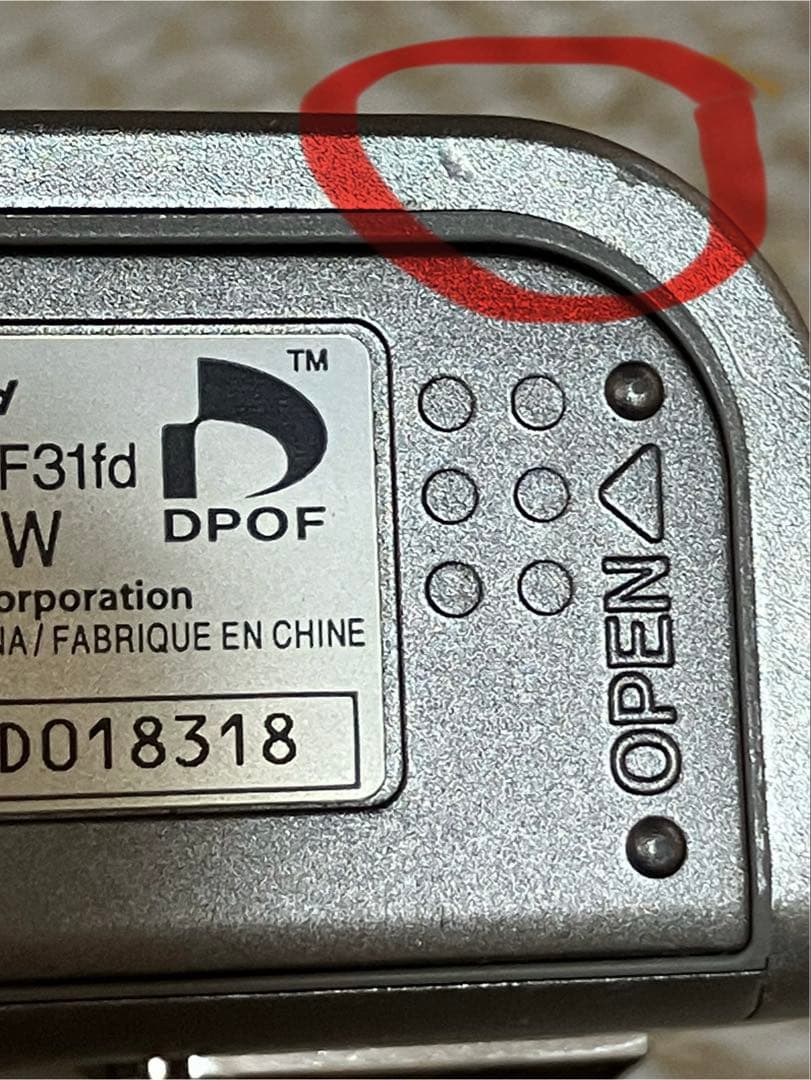 TM
F31fd
DPOF
W
orporation
NA / FABRIQUE EN CHINE
D018318
OPEN